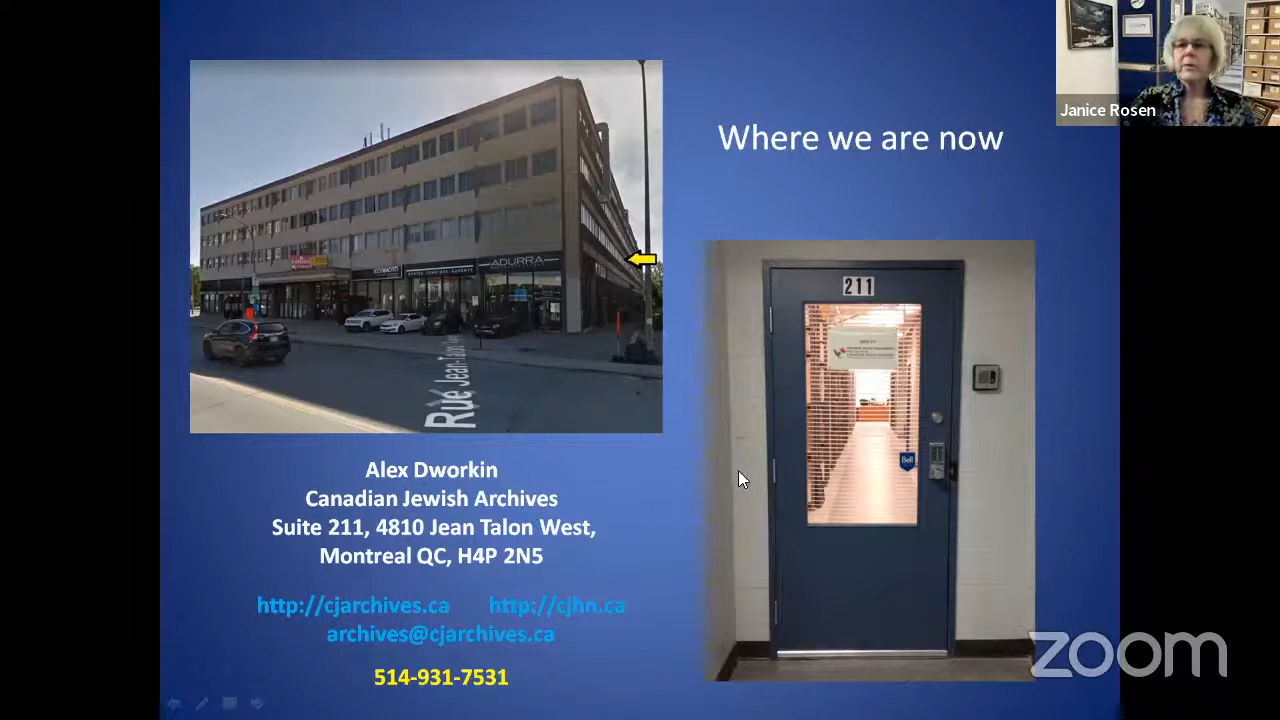 Janice Rosen
Where we are now
ADURRA
Rue Jean-Talon
211
Bell
Alex Dworkin
Canadian Jewish Archives
Suite 211, 4810 Jean Talon West,
Montreal QC, H4P 2N5
http://cjarchives.ca http://cjhn.ca
archives@cjarchives.ca
514-931-7531
zoom